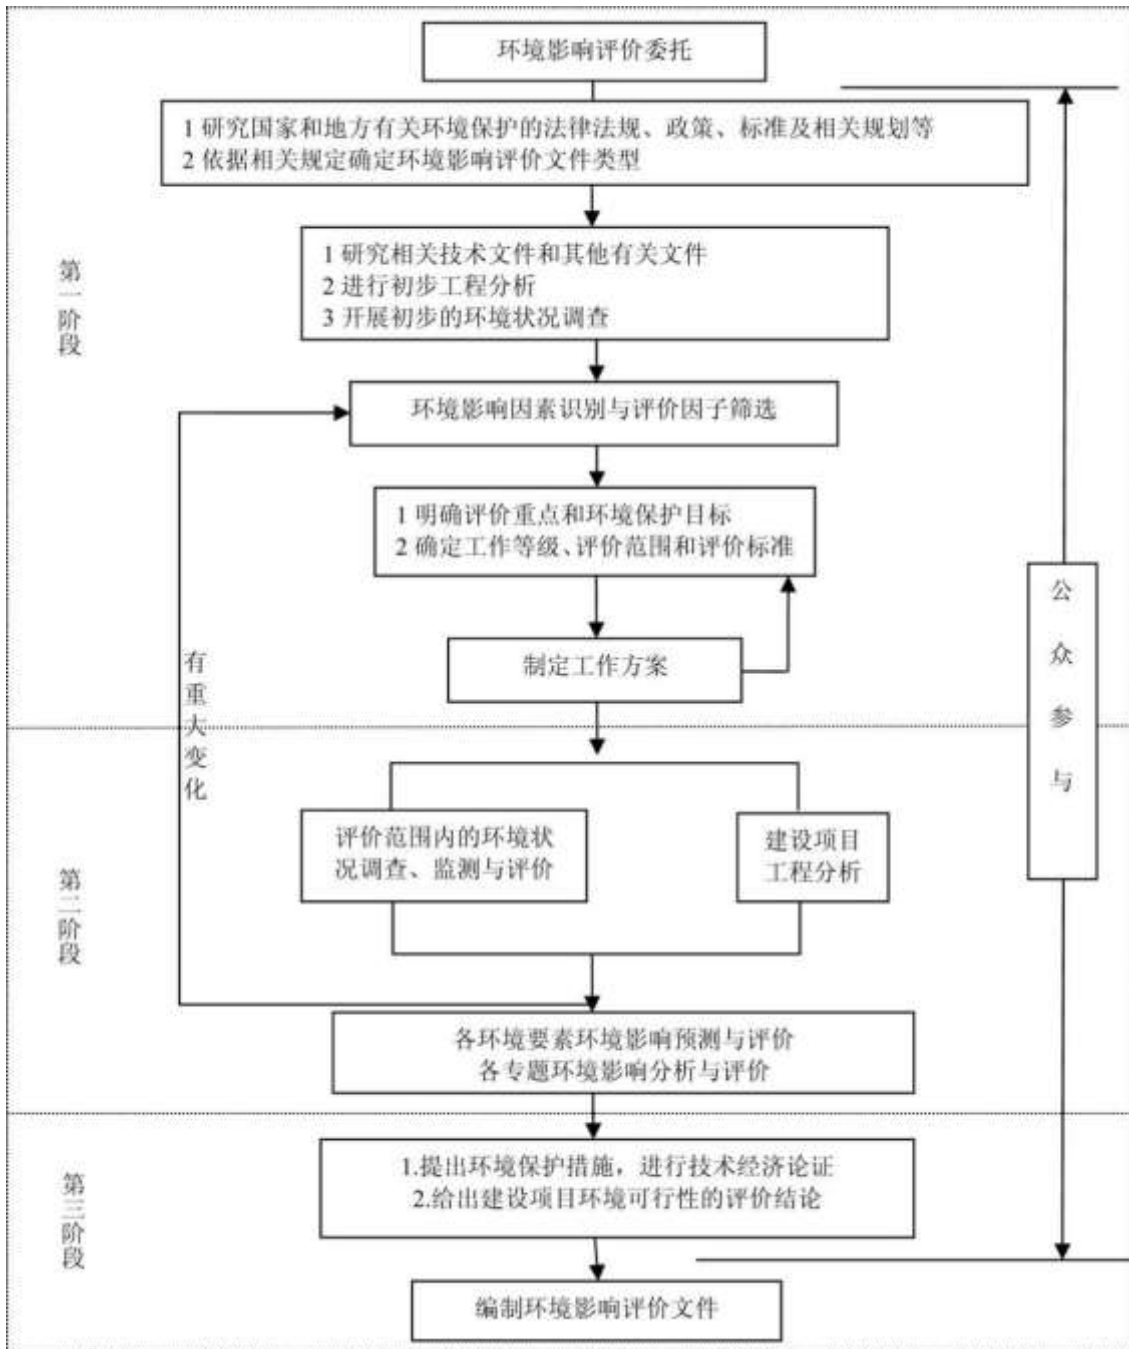 环境影响评价委托
1 研究国家和地方有关环境保护的法律法规、政策、标准及相关规划等
2 依据相关规定确定环境影响评价文件类型
第一阶段
1 研究相关技术文件和其他有关文件
2 进行初步工程分析
3 开展初步的环境状况调查
环境影响因素识别与评价因子筛选
1 明确评价重点和环境保护目标
2 确定工作等级、评价范围和评价标准
制定工作方案
有重大变化
公众参与
第二阶段
评价范围内的环境状
况调查、监测与评价
建设项目
工程分析
各环境要素环境影响预测与评价
各专题环境影响分析与评价
第三阶段
1.提出环境保护措施，进行技术经济论证
2.给出建设项目环境可行性的评价结论
编制环境影响评价文件